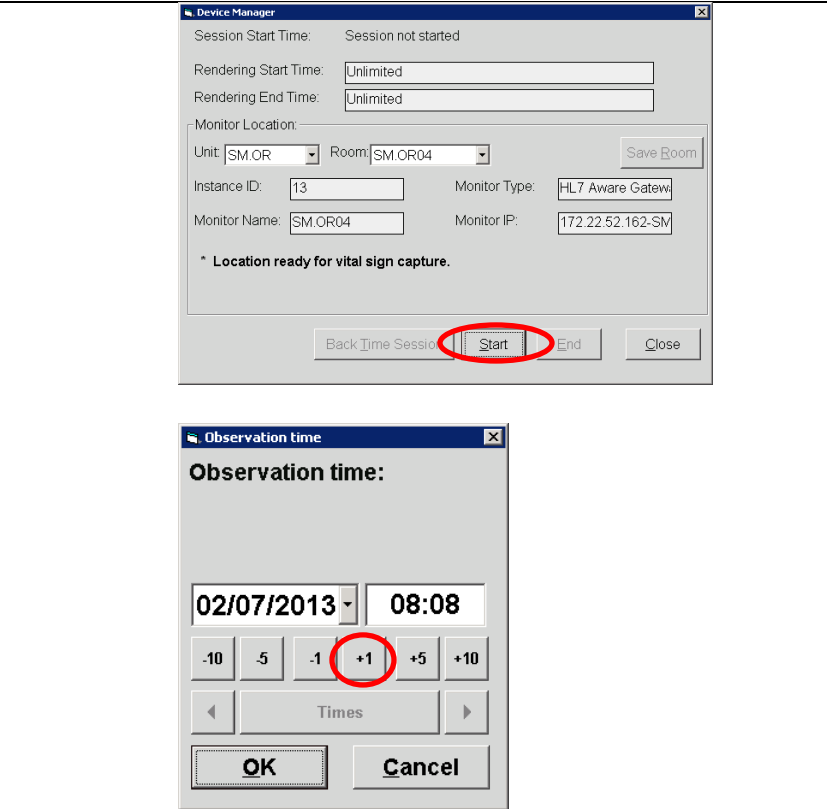 Device Manager
Session Start Time: Session not started
Rendering Start Time: Unlimited
Rendering End Time: Unlimited
Monitor Location:
Unit: SM.OR Room: SM.OR04 Save Room
Instance ID: 13 Monitor Type: HL7 Aware Gatewa
Monitor Name: SM.OR04 Monitor IP: 172.22.52.162-SM
* Location ready for vital sign capture.
Back Time Session Start End Close
Observation time
Observation time:
02/07/2013 08:08
-10 -5 -1 +1 +5 +10
Times
OK Cancel